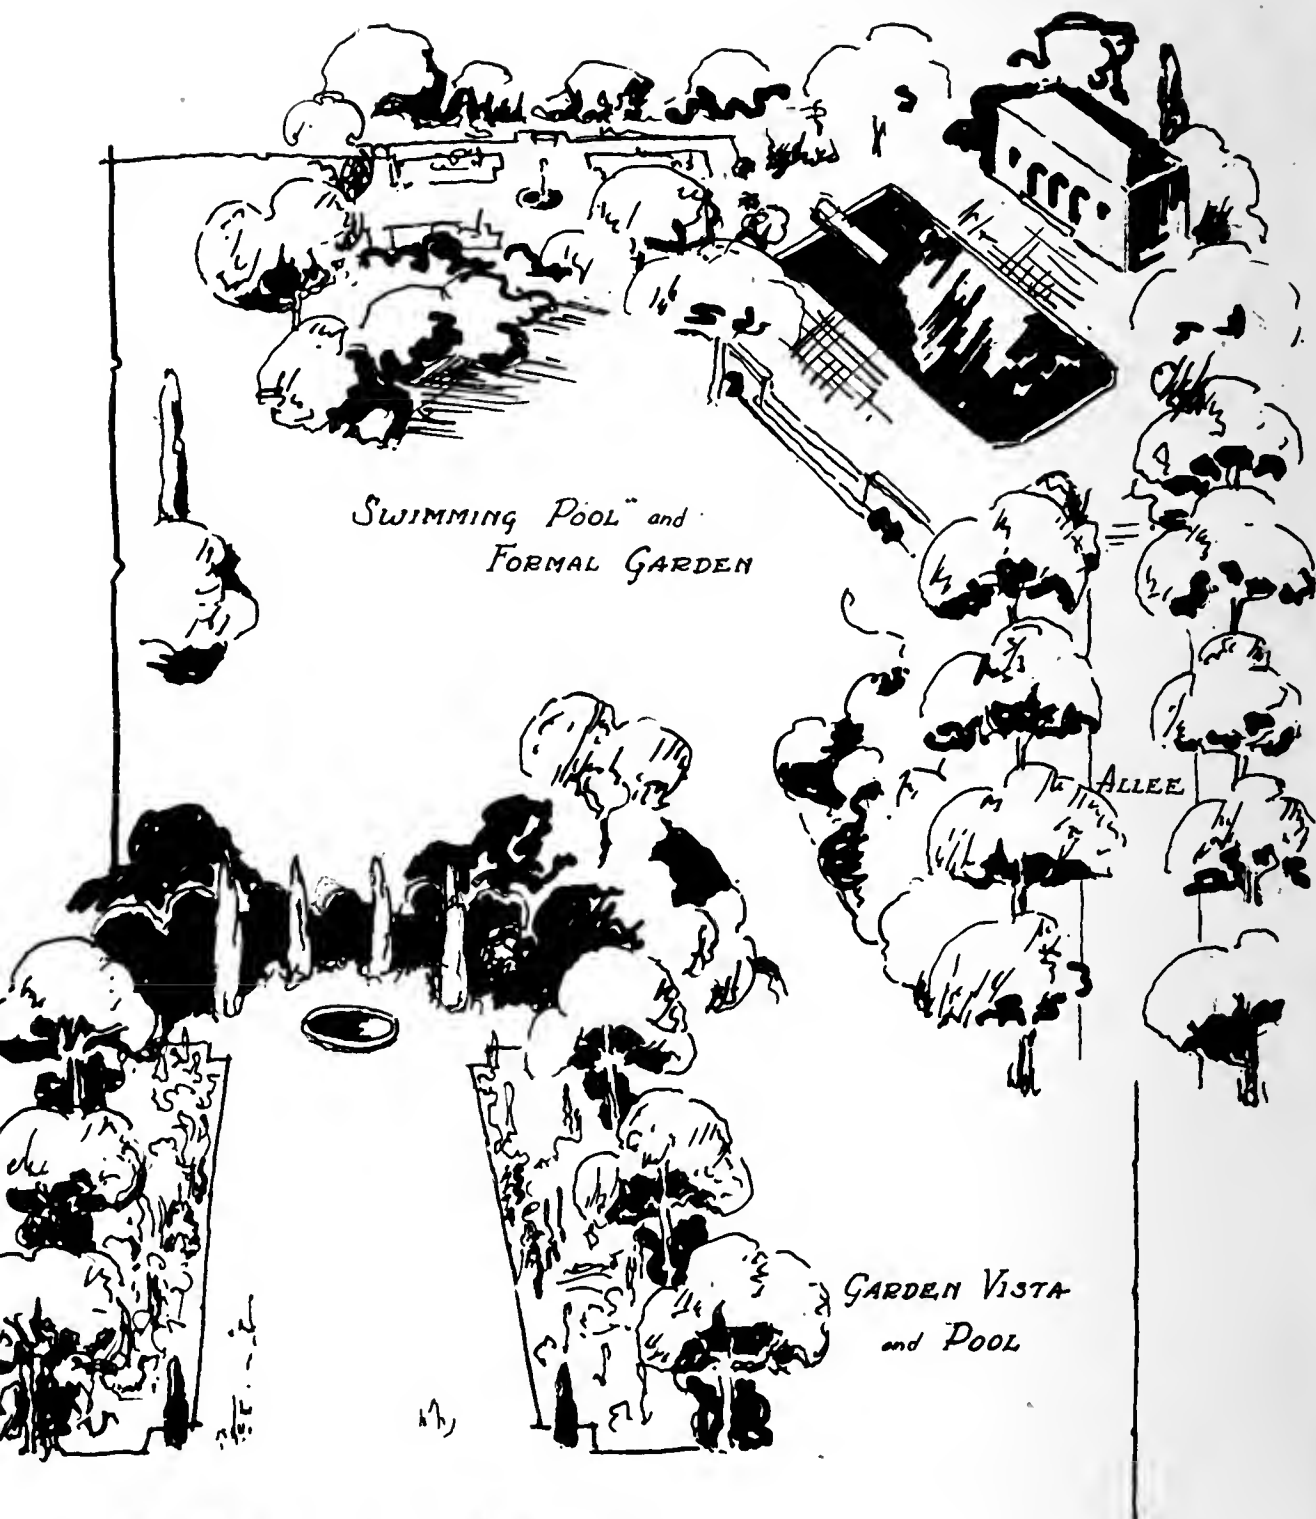 SWIMMING POOL" and
FORMAL GARDEN
ALLEE
GARDEN VISTA
and POOL